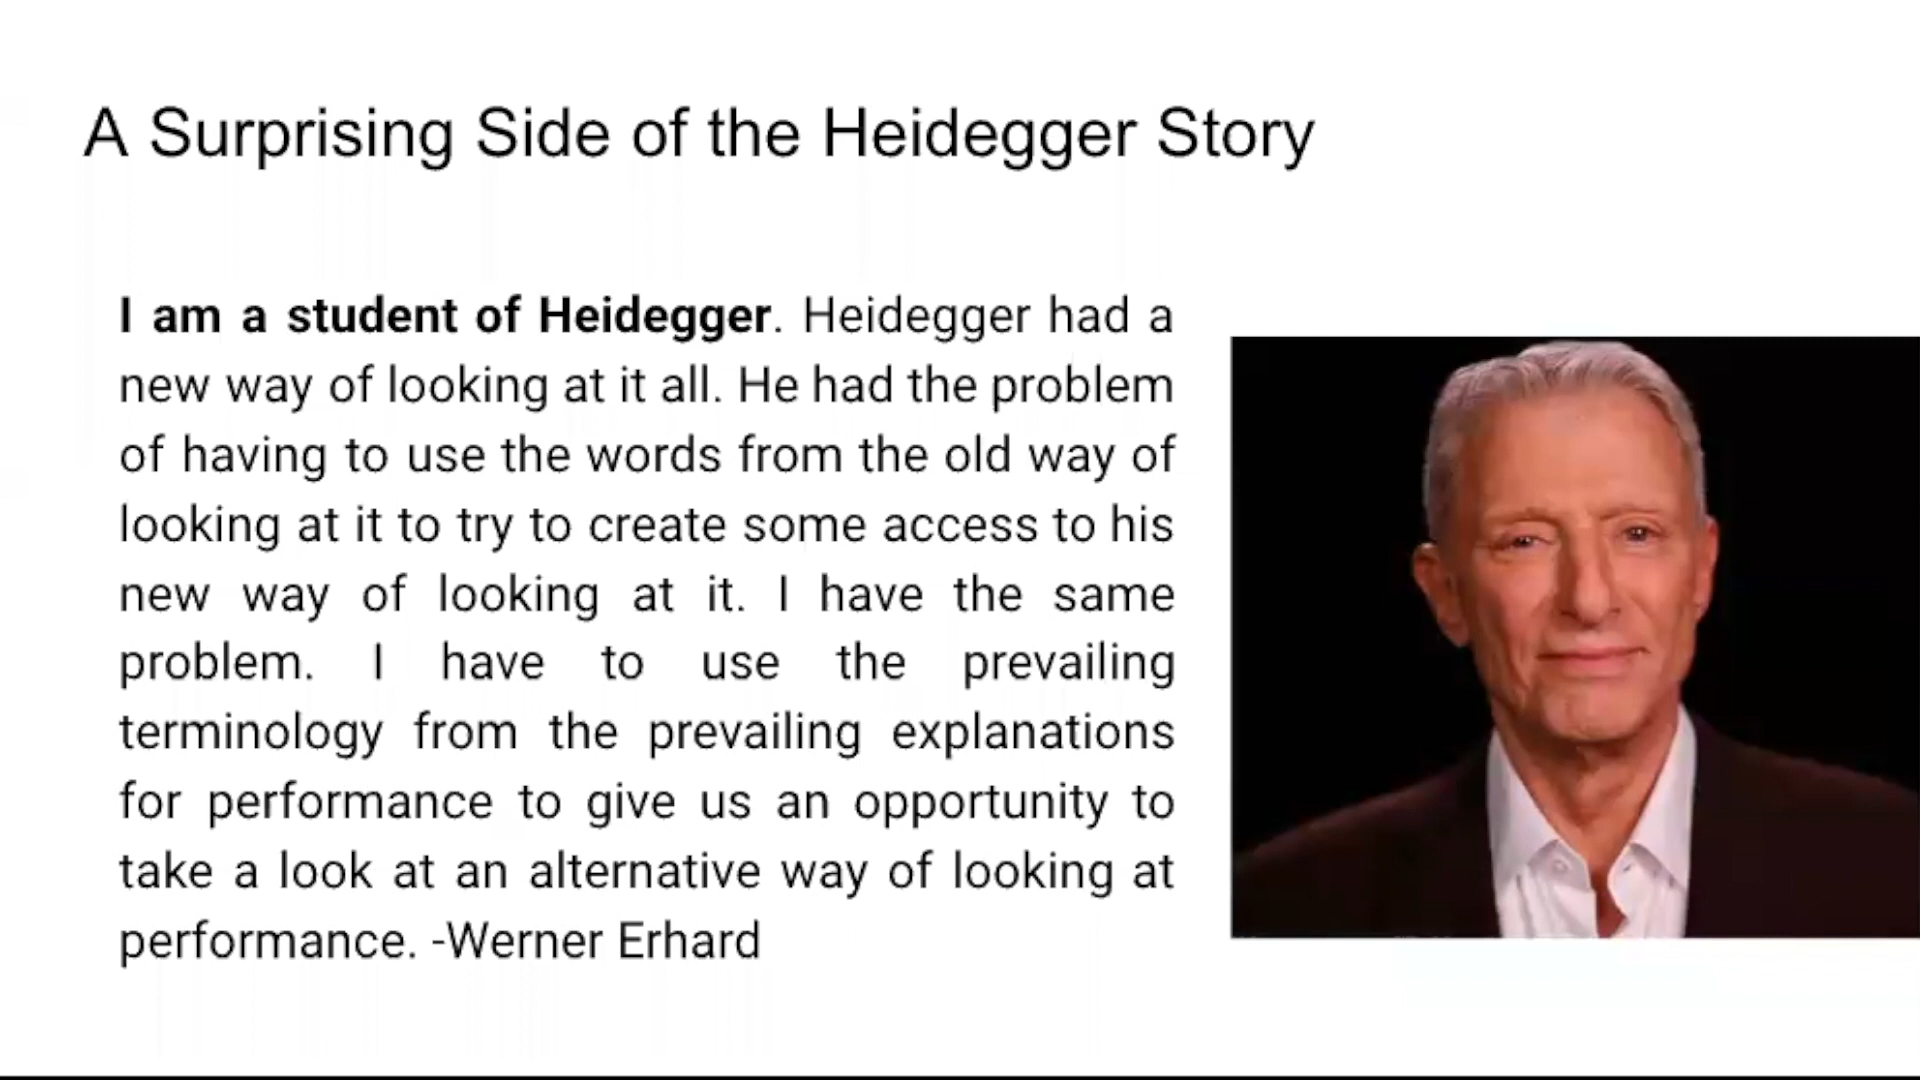 A Surprising Side of the Heidegger Story
I am a student of Heidegger. Heidegger had a
new way of looking at it all. He had the problem
of having to use the words from the old way of
looking at it to try to create some access to his
new way of looking at it. I have the same
problem. I have to use the prevailing
terminology from the prevailing explanations
for performance to give us an opportunity to
take a look at an alternative way of looking at
performance. -Werner Erhard